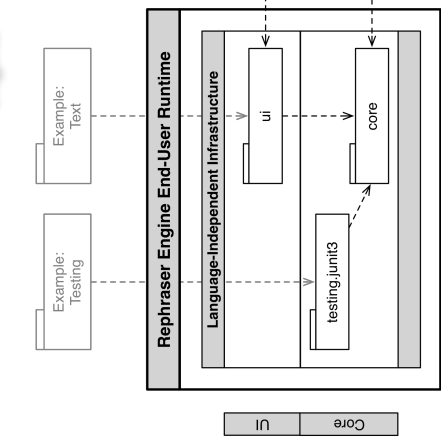 Example:
Testing
Example:
Text
Rephraser Engine End-User Runtime
Language-Independent Infrastructure
testing.junit3
ui
core
UI
Core